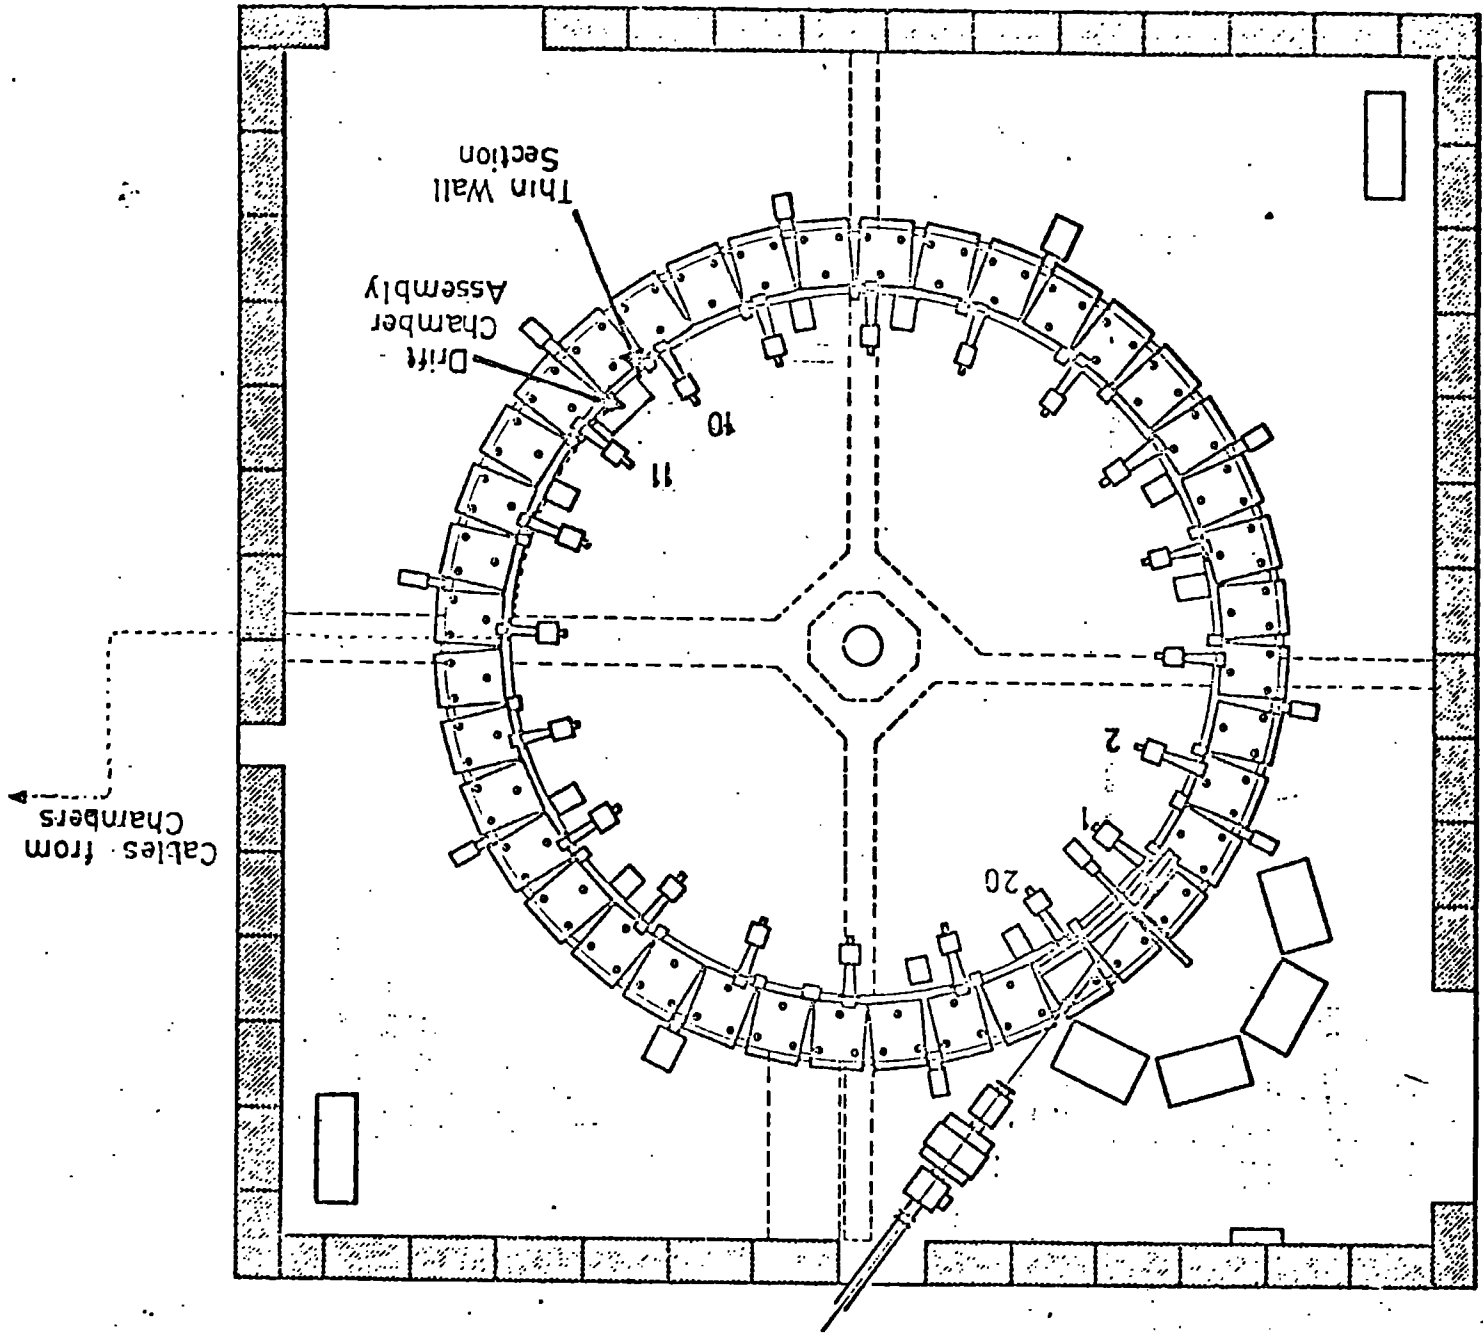 20
1
2
Cables from
Chambers
11
10
Drift
Chamber
Assembly
Thin Wall
Section